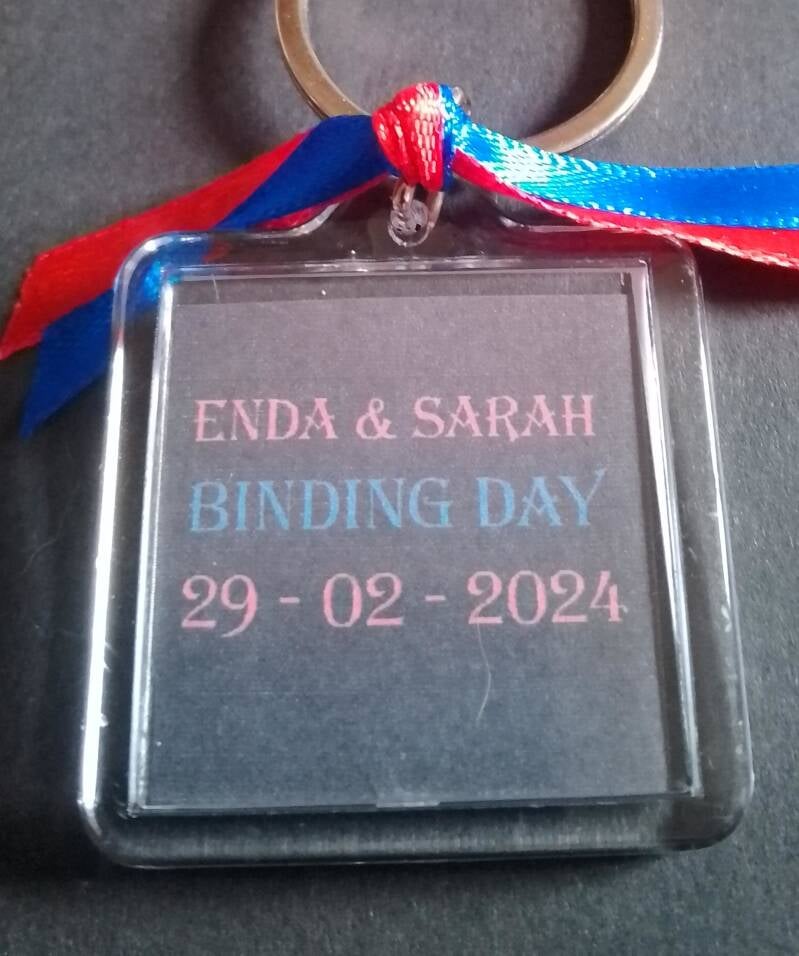 ENDA & SARAH
BINDING DAY
29 - 02 - 2024